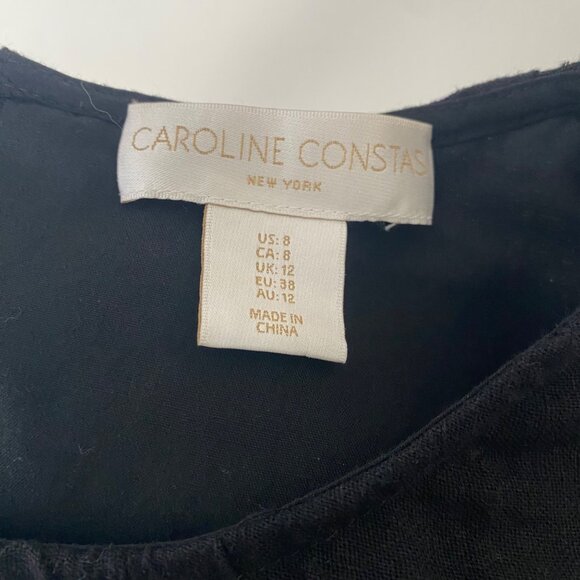 CAROLINE CONSTAS
NEW YORK
US: 8
CA: 8
UK: 12
EU: 38
AU: 12
MADE IN
CHINA